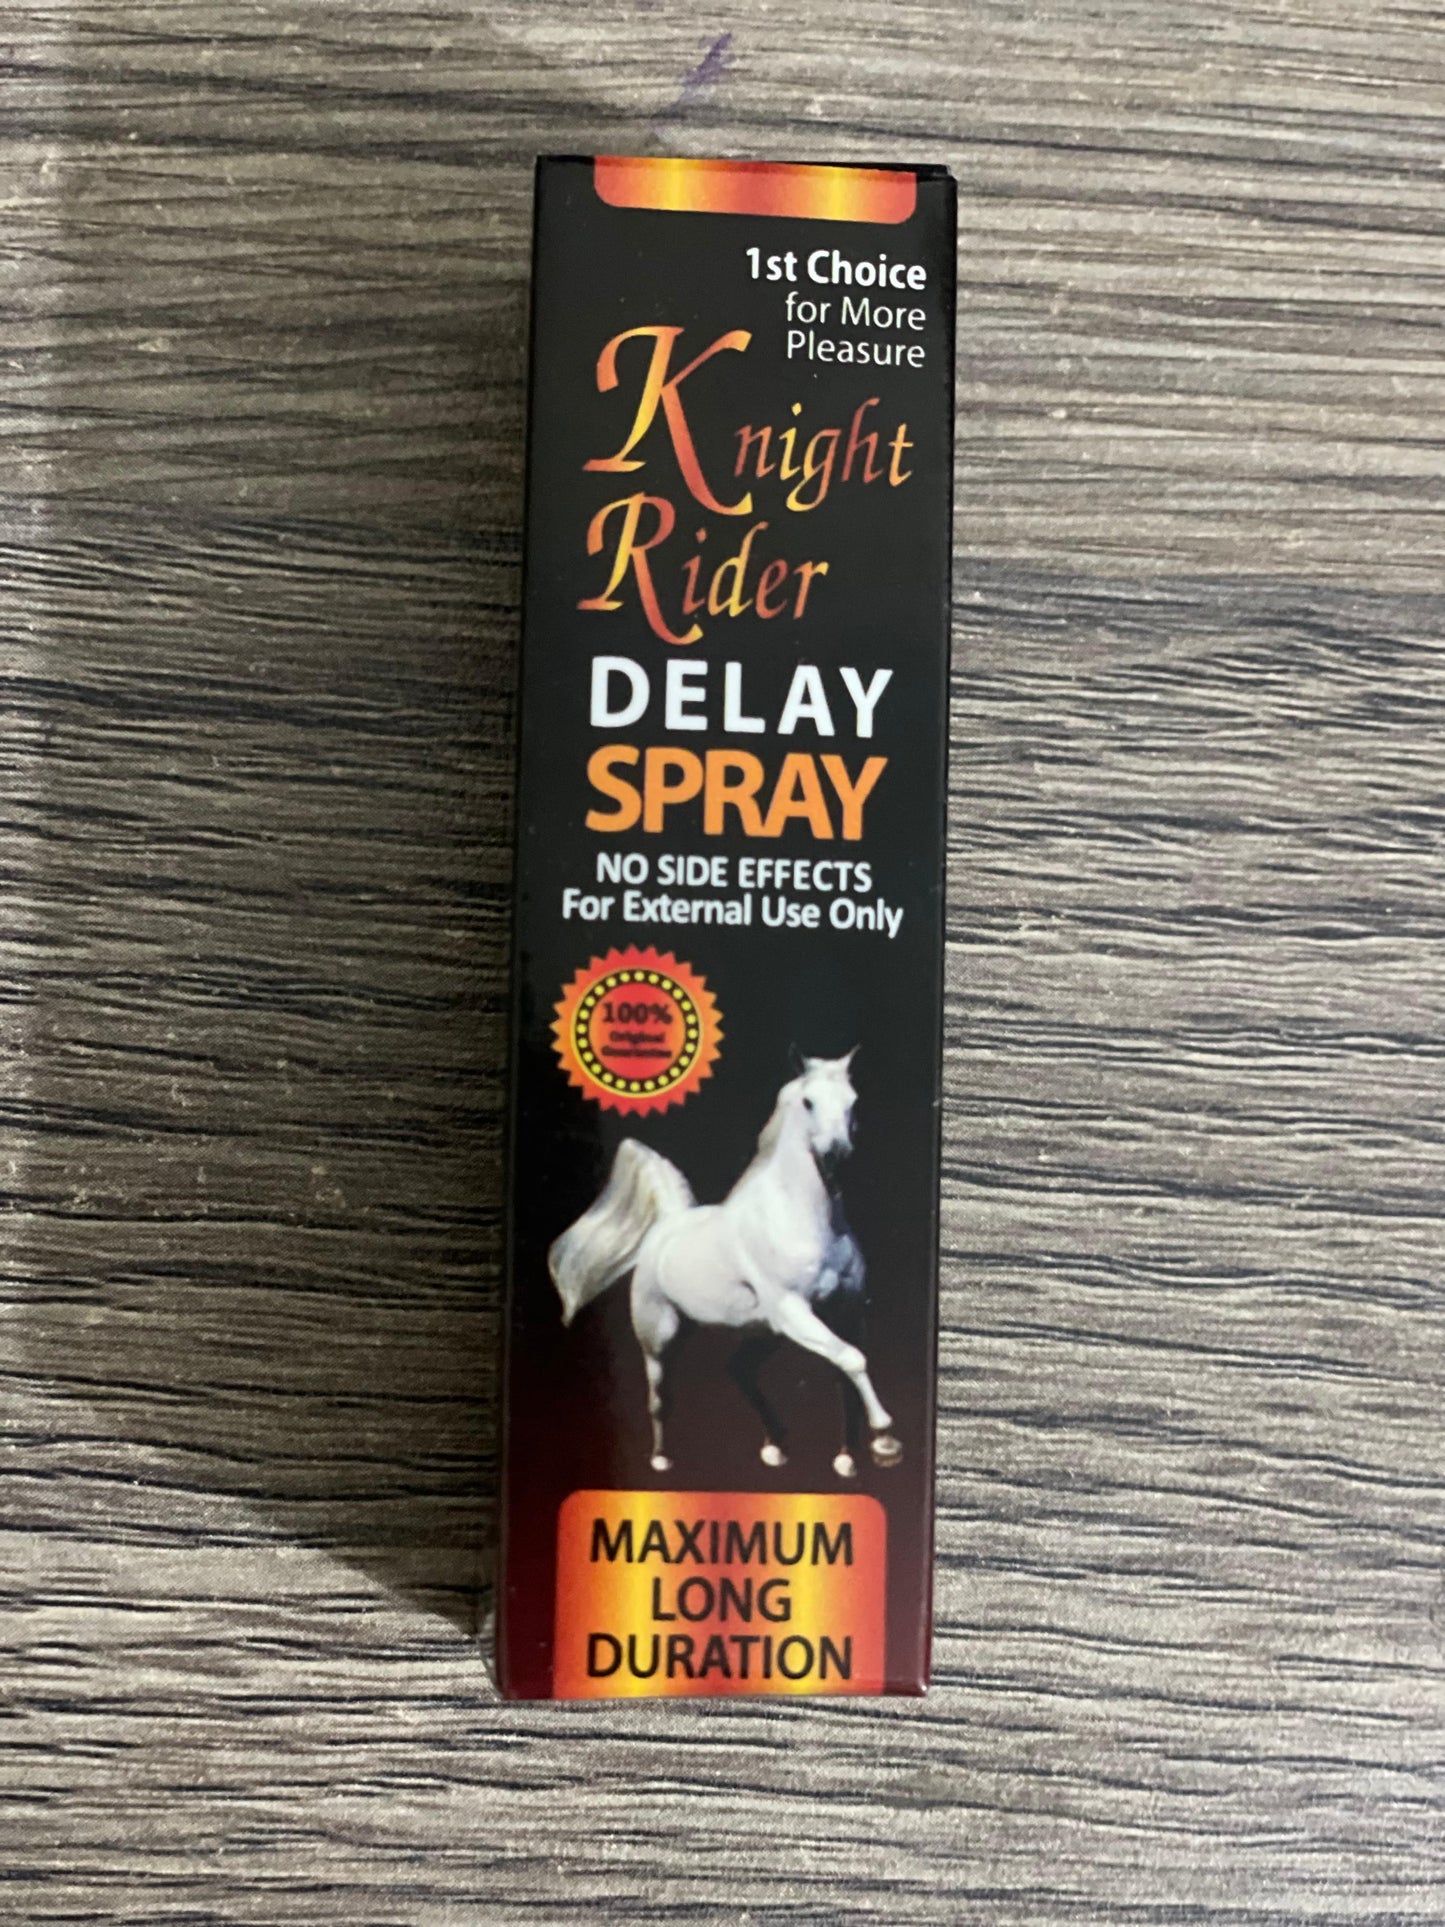 1st Choice
for More
Pleasure
Knight
Rider
DELAY
SPRAY
NO SIDE EFFECTS
For External Use Only
100%
Original
MAXIMUM
LONG
DURATION